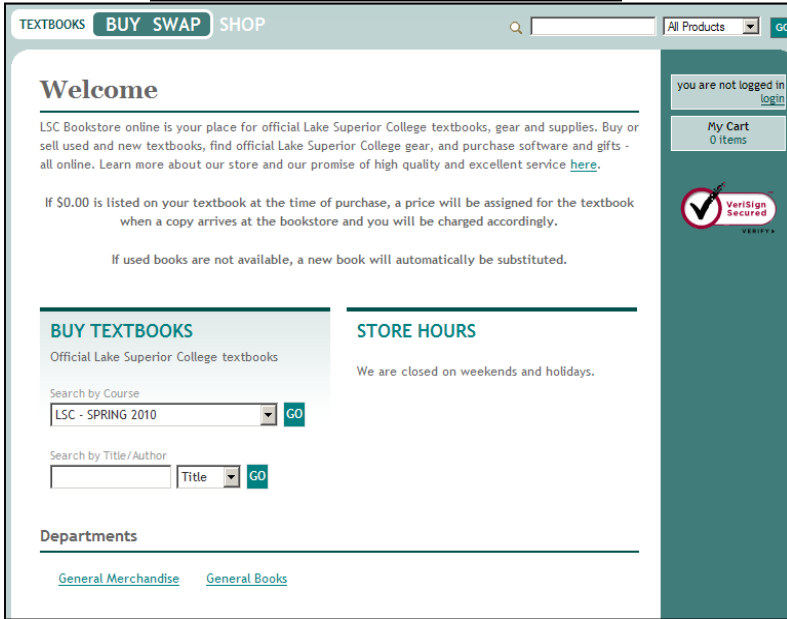 TEXTBOOKS BUY SWAP SHOP
All Products GO
Welcome
LSC Bookstore online is your place for official Lake Superior College textbooks, gear and supplies. Buy or
sell used and new textbooks, find official Lake Superior College gear, and purchase software and gifts -
all online. Learn more about our store and our promise of high quality and excellent service here.
If $0.00 is listed on your textbook at the time of purchase, a price will be assigned for the textbook
when a copy arrives at the bookstore and you will be charged accordingly.
If used books are not available, a new book will automatically be substituted.
you are not logged in
login
My Cart
0 items
VeriSign
Secured
VERIFY
BUY TEXTBOOKS
Official Lake Superior College textbooks
Search by Course
LSC - SPRING 2010 GO
Search by Title/Author
Title GO
STORE HOURS
We are closed on weekends and holidays.
Departments
General Merchandise General Books